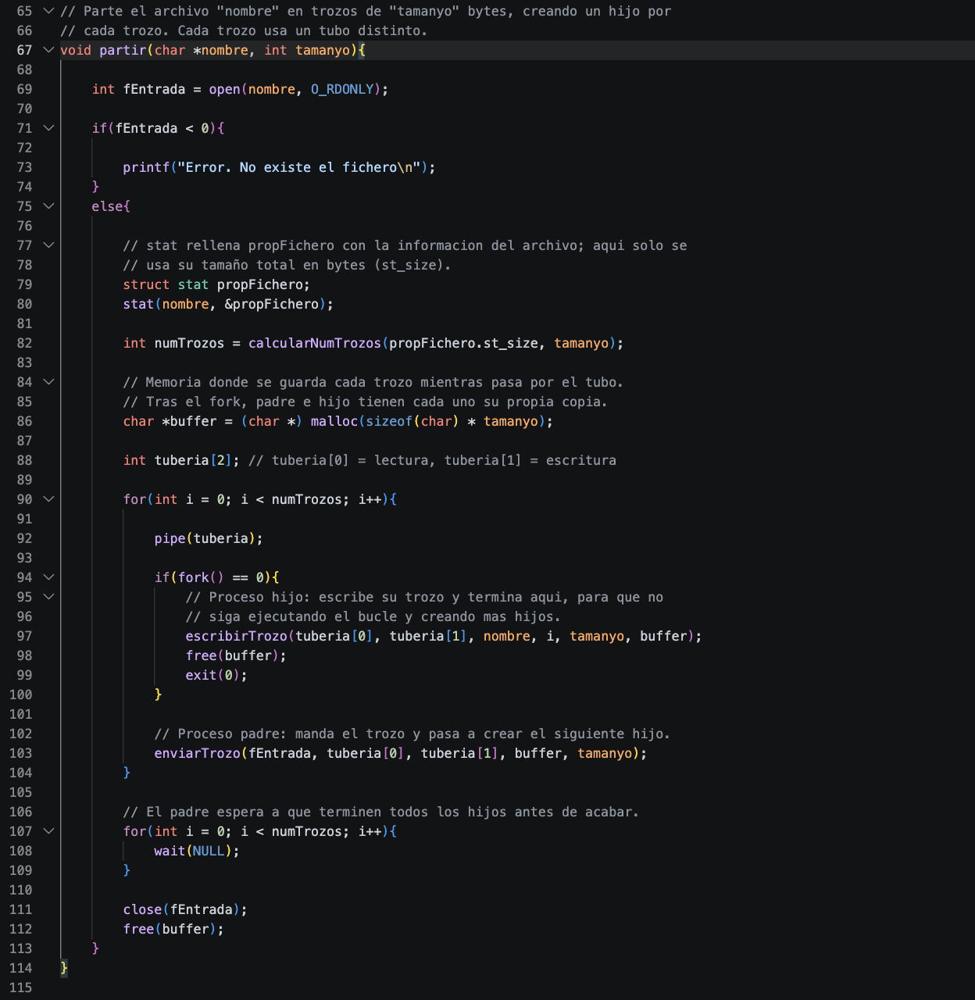 65 // Parte el archivo "nombre" en trozos de "tamanyo" bytes, creando un hijo por
66 // cada trozo. Cada trozo usa un tubo distinto.
67 void partir(char *nombre, int tamanyo){
68
69     int fEntrada = open(nombre, O_RDONLY);
70
71     if(fEntrada < 0){
72
73         printf("Error. No existe el fichero\n");
74     }
75     else{
76
77         // stat rellena propFichero con la informacion del archivo; aqui solo se
78         // usa su tamaño total en bytes (st_size).
79         struct stat propFichero;
80         stat(nombre, &propFichero);
81
82         int numTrozos = calcularNumTrozos(propFichero.st_size, tamanyo);
83
84         // Memoria donde se guarda cada trozo mientras pasa por el tubo.
85         // Tras el fork, padre e hijo tienen cada uno su propia copia.
86         char *buffer = (char *) malloc(sizeof(char) * tamanyo);
87
88         int tuberia[2]; // tuberia[0] = lectura, tuberia[1] = escritura
89
90         for(int i = 0; i < numTrozos; i++){
91
92             pipe(tuberia);
93
94             if(fork() == 0){
95                 // Proceso hijo: escribe su trozo y termina aqui, para que no
96                 // siga ejecutando el bucle y creando mas hijos.
97                 escribirTrozo(tuberia[0], tuberia[1], nombre, i, tamanyo, buffer);
98                 free(buffer);
99                 exit(0);
100             }
101
102             // Proceso padre: manda el trozo y pasa a crear el siguiente hijo.
103             enviarTrozo(fEntrada, tuberia[0], tuberia[1], buffer, tamanyo);
104         }
105
106         // El padre espera a que terminen todos los hijos antes de acabar.
107         for(int i = 0; i < numTrozos; i++){
108             wait(NULL);
109         }
110
111         close(fEntrada);
112         free(buffer);
113     }
114 }
115